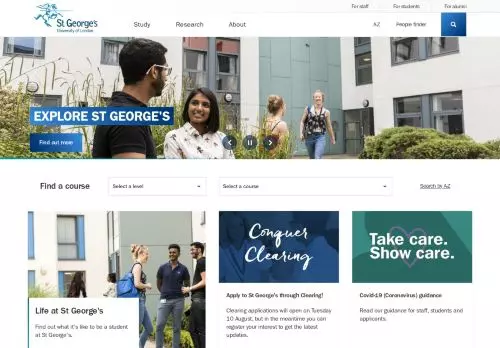 For staff
For students
For alumni
St George's
University of London
Study
Research
About
A-Z
People finder
EXPLORE ST GEORGE'S
Find out more
Find a course
Select a level
Select a course
Search by A-Z
Conquer
Clearing
Take care.
Show care.
Life at St George's
Find out what it's like to be a
student at St George's.
Apply to St George's through Clearing!
Clearing applications will open on Tuesday
10 August, but in the meantime you can
register your interest to get the latest
updates.
Covid-19 (Coronavirus) guidance
Read our guidance for staff, students and
applicants.